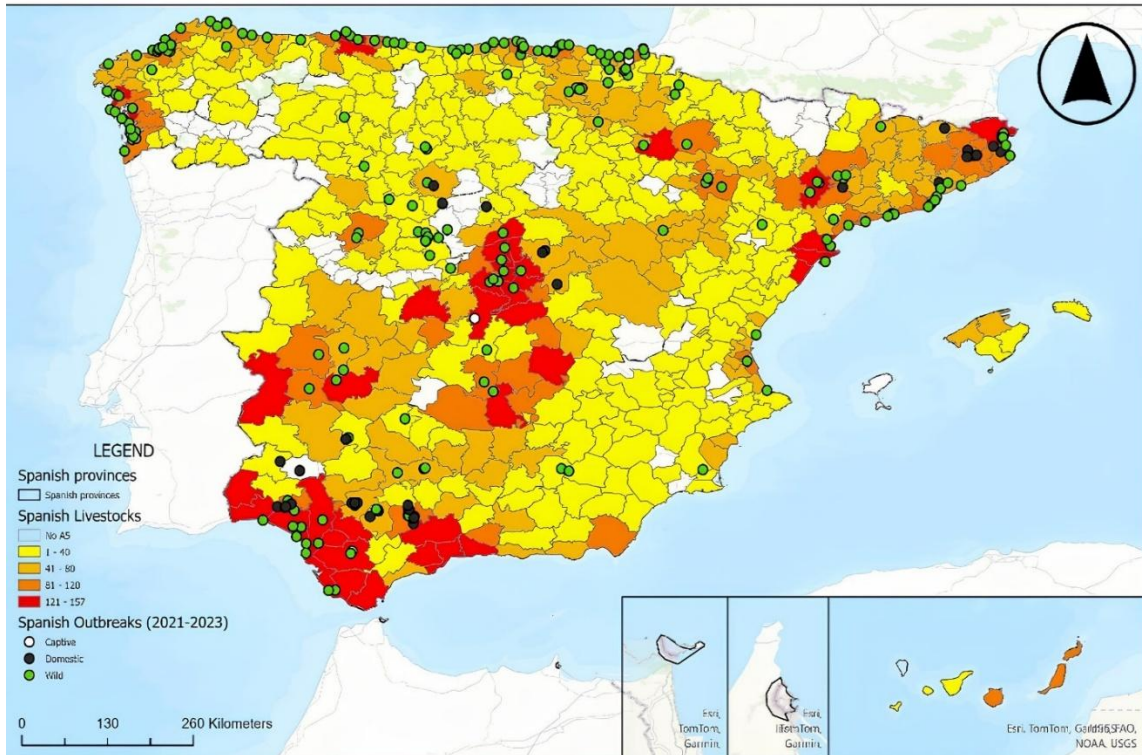 LEGEND
Spanish provinces
Spanish provinces
Spanish Livestocks
No A5
1 - 40
41 - 80
81 - 120
121 - 157
Spanish Outbreaks (2021-2023)
Captive
Domestic
Wild
0 130 260 Kilometers
Esri,
TomTom,
Garmin,
Esri,
TomTom,
Garmin,
Esri, TomTom, Garmin, FAO,
NOAA, USGS